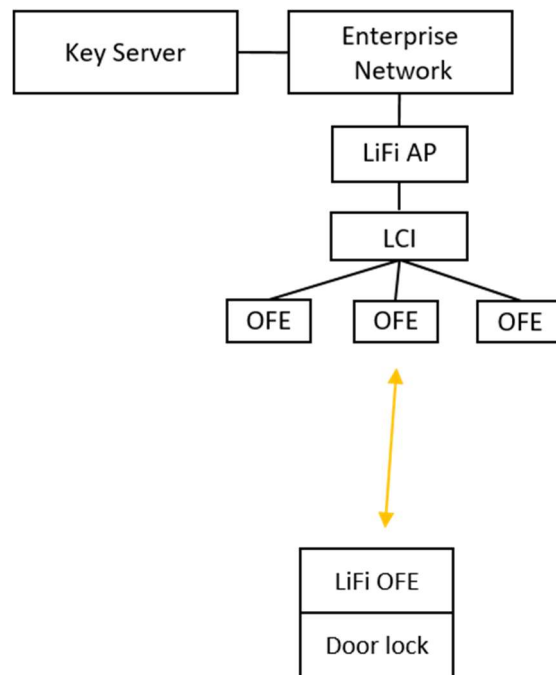 Key Server
Enterprise
Network
LiFi AP
LCI
OFE
OFE
OFE
LiFi OFE
Door lock